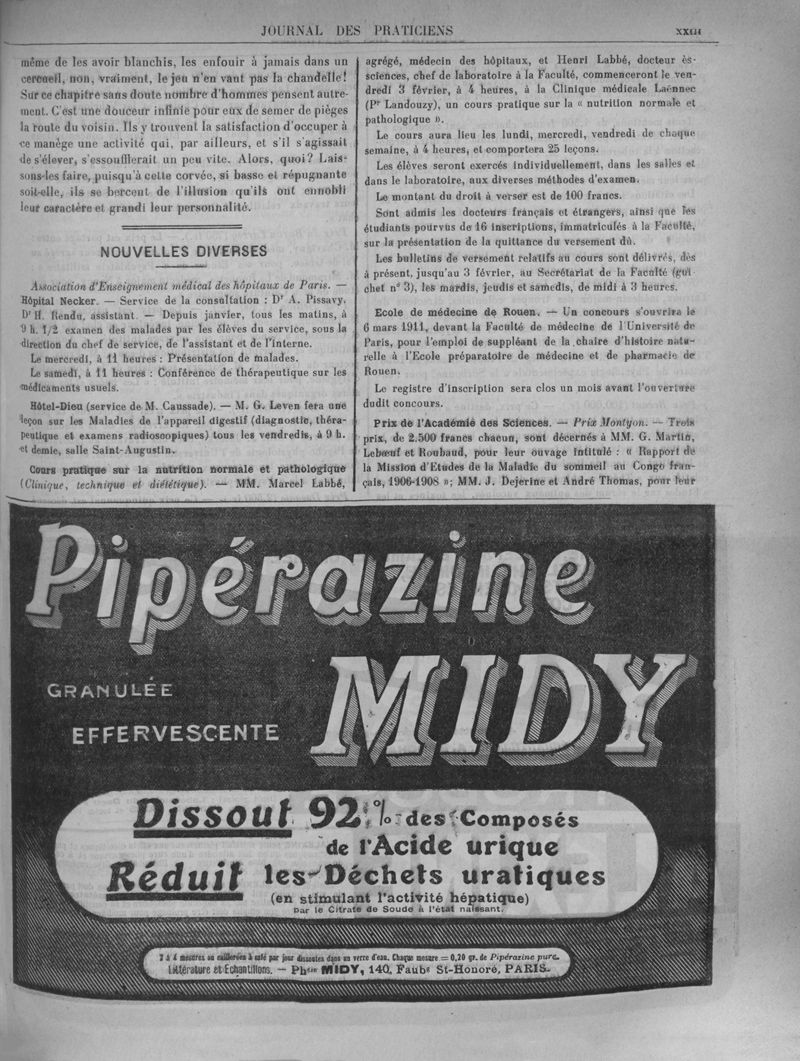 JOURNAL DES PRATICIENS
XXIII
même de les avoir blanchis, les enfouir à jamais dans un
cercueil, non, vraiment, le jeu n'en vaut pas la chandelle!
Sur ce chapitre sans doute nombre d'hommes pensent autre-
ment. C'est une douceur infinie pour eux de semer de pièges
la route du voisin. Ils y trouvent la satisfaction d'occuper à
ce manège une activité qui, par ailleurs, et s'il s'agissait
de s'élever, s'essoufflerait un peu vite. Alors, quoi? Lais-
sons-les faire, puisqu'à cette corvée, si basse et répugnante
soit-elle, ils se bercent de l'illusion qu'ils ont ennobli
leur caractère et grandi leur personnalité.
NOUVELLES DIVERSES
Association d'Enseignement médical des hôpitaux de Paris. —
Hôpital Necker. — Service de la consultation : Dr A. Pissavy,
Dr H. Rendu, assistant. — Depuis janvier, tous les matins, à
9 h. 1/2 examen des malades par les élèves du service, sous la
direction du chef de service, de l'assistant et de l'interne.
Le mercredi, à 11 heures : Présentation de malades.
Le samedi, à 11 heures : Conférence de thérapeutique sur les
médicaments usuels.
Hôtel-Dieu (service de M. Caussade). — M. G. Leven fera une
leçon sur les Maladies de l'appareil digestif (diagnostic, théra-
peutique et examens radioscopiques) tous les vendredis, à 9 h.
et demie, salle Saint-Augustin.
Cours pratique sur la nutrition normale et pathologique
(Clinique, technique et diététique). — MM. Marcel Labbé,
agrégé, médecin des hôpitaux, et Henri Labbé, docteur ès-
sciences, chef de laboratoire à la Faculté, commenceront le ven-
dredi 3 février, à 4 heures, à la Clinique médicale Laënnec
(Pr Landouzy), un cours pratique sur la « nutrition normale et
pathologique ».
Le cours aura lieu les lundi, mercredi, vendredi de chaque
semaine, à 4 heures, et comportera 25 leçons.
Les élèves seront exercés individuellement, dans les salles et
dans le laboratoire, aux diverses méthodes d'examen.
Le montant du droit à verser est de 100 francs.
Sont admis les docteurs français et étrangers, ainsi que les
étudiants pourvus de 16 inscriptions, immatriculés à la Faculté,
sur la présentation de la quittance du versement dû.
Les bulletins de versement relatifs au cours sont délivrés, dès
à présent, jusqu'au 3 février, au Secrétariat de la Faculté (gui
chet no 3), les mardis, jeudis et samedis, de midi à 3 heures.
Ecole de médecine de Rouen. — Un concours s'ouvrira le
6 mars 1911, devant la Faculté de médecine de l'Université de
Paris, pour l'emploi de suppléant de la chaire d'histoire natu-
relle à l'Ecole préparatoire de médecine et de pharmacie de
Rouen.
Le registre d'inscription sera clos un mois avant l'ouverture
dudit concours.
Prix de l'Académie des Sciences. — Prix Montyon. — Trois
prix, de 2.500 francs chacun, sont décernés à MM. G. Martin,
Lebœuf et Roubaud, pour leur ouvage intitulé : « Rapport de
la Mission d'Etudes de la Maladie du sommeil au Congo fran-
çais, 1906-1908 »; MM. J. Dejerine et André Thomas, pour leur
Pipérazine
MIDY
GRANULÉE
EFFERVESCENTE
Dissout 92 % des Composés
de l'Acide urique
Réduit les Déchets uratiques
(en stimulant l'activité hépatique)
par le Citrate de Soude à l'état naissant.
2 à 4 mesures ou cuillerées à café par jour dissoutes dans un verre d'eau. Chaque mesure = 0,20 gr. de Pipérazine pure.
Littérature et Echantillons. — Phcie MIDY, 140, Faubg St-Honoré, PARIS.